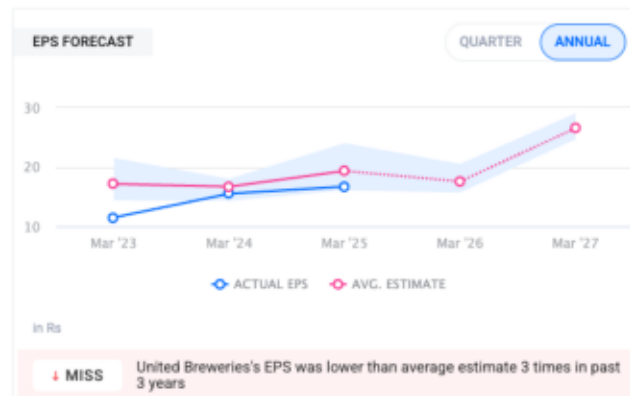 EPS FORECAST
QUARTER
ANNUAL
30
20
10
Mar '23
Mar '24
Mar '25
Mar '26
Mar '27
ACTUAL EPS
AVG. ESTIMATE
in Rs
↓ MISS
United Breweries's EPS was lower than average estimate 3 times in past
3 years